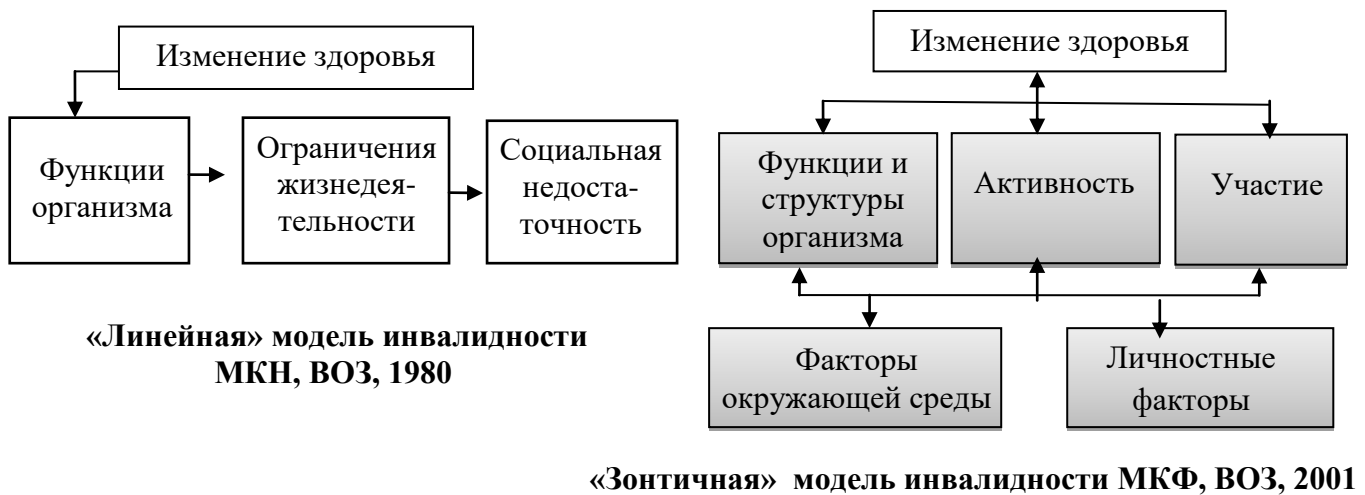 Изменение здоровья
Функции
организма
Ограничения
жизнедея-
тельности
Социальная
недоста-
точность
«Линейная» модель инвалидности
МКН, ВОЗ, 1980
Изменение здоровья
Функции и
структуры
организма
Активность
Участие
Факторы
окружающей среды
Личностные
факторы
«Зонтичная» модель инвалидности МКФ, ВОЗ, 2001